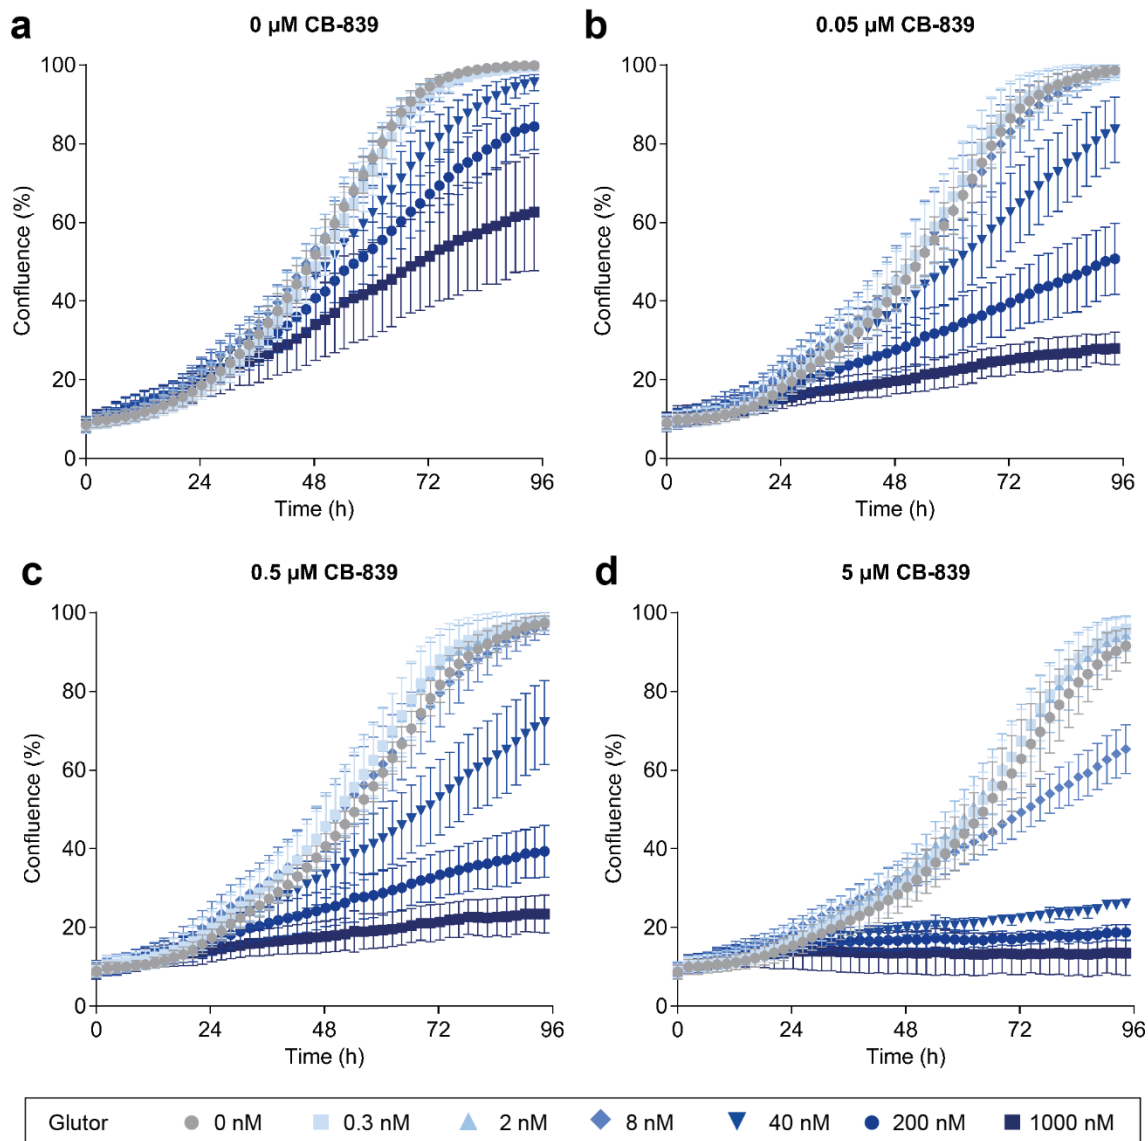 a
0 µM CB-839
Confluence (%)
100
80
60
40
20
0
0 24 48 72 96
Time (h)
b
0.05 µM CB-839
Confluence (%)
100
80
60
40
20
0
0 24 48 72 96
Time (h)
c
0.5 µM CB-839
Confluence (%)
100
80
60
40
20
0
0 24 48 72 96
Time (h)
d
5 µM CB-839
Confluence (%)
100
80
60
40
20
0
0 24 48 72 96
Time (h)
Glutor 0 nM 0.3 nM 2 nM 8 nM 40 nM 200 nM 1000 nM